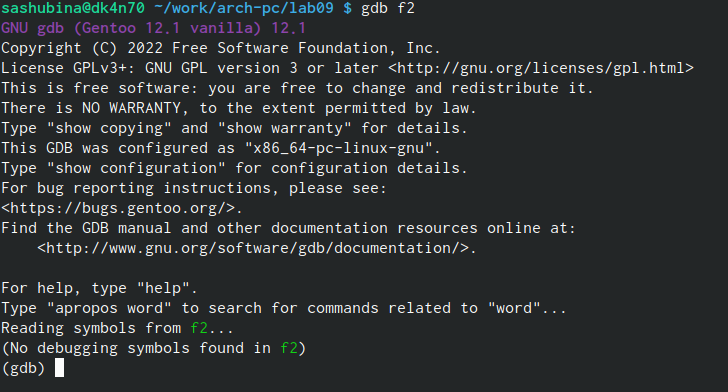 sashubina@dk4n70 ~/work/arch-pc/lab09 $ gdb f2
GNU gdb (Gentoo 12.1 vanilla) 12.1
Copyright (C) 2022 Free Software Foundation, Inc.
License GPLv3+: GNU GPL version 3 or later <http://gnu.org/licenses/gpl.html>
This is free software: you are free to change and redistribute it.
There is NO WARRANTY, to the extent permitted by law.
Type "show copying" and "show warranty" for details.
This GDB was configured as "x86_64-pc-linux-gnu".
Type "show configuration" for configuration details.
For bug reporting instructions, please see:
<https://bugs.gentoo.org/>.
Find the GDB manual and other documentation resources online at:
    <http://www.gnu.org/software/gdb/documentation/>.

For help, type "help".
Type "apropos word" to search for commands related to "word"...
Reading symbols from f2...
(No debugging symbols found in f2)
(gdb)